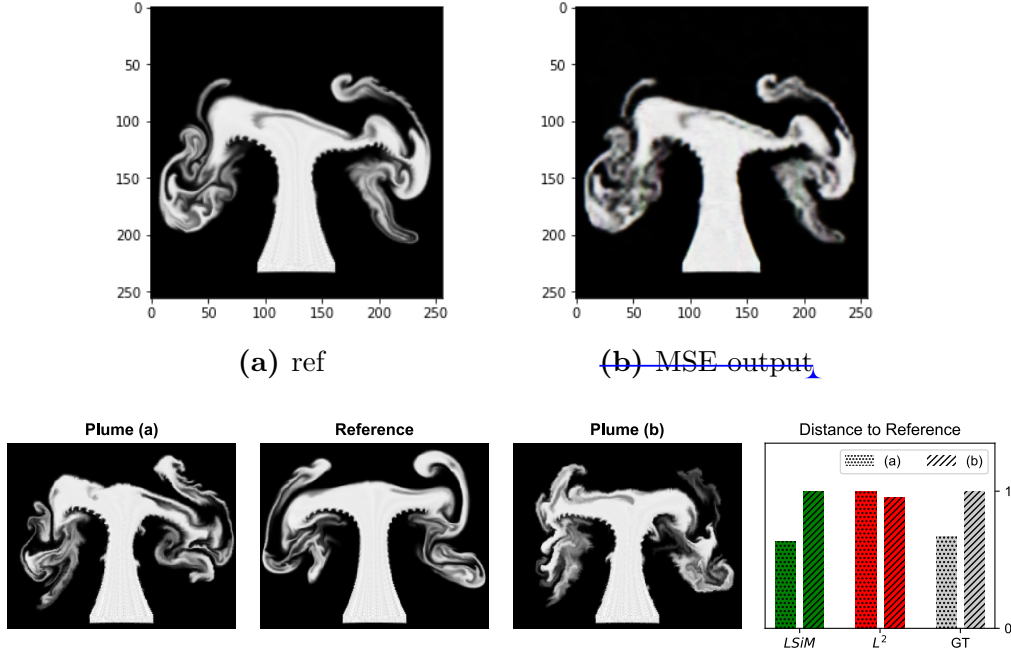 0
50
100
150
200
250
0 50 100 150 200 250
0
50
100
150
200
250
0 50 100 150 200 250
(a) ref
(b) MSE output
Plume (a)
Reference
Plume (b)
Distance to Reference
(a) (b)
1
0
LSiM L² GT